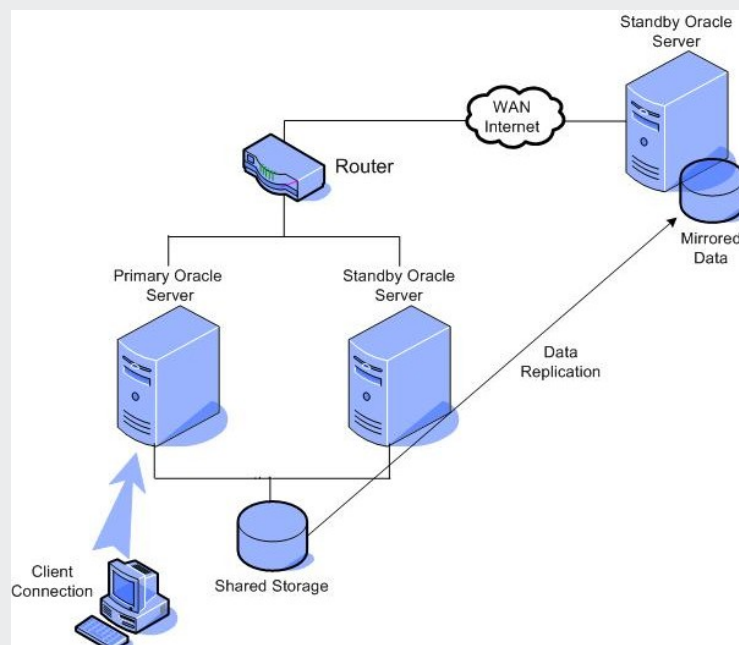 Standby Oracle
Server
WAN
Internet
Router
Mirrored
Data
Primary Oracle
Server
Standby Oracle
Server
Data
Replication
Client
Connection
Shared Storage